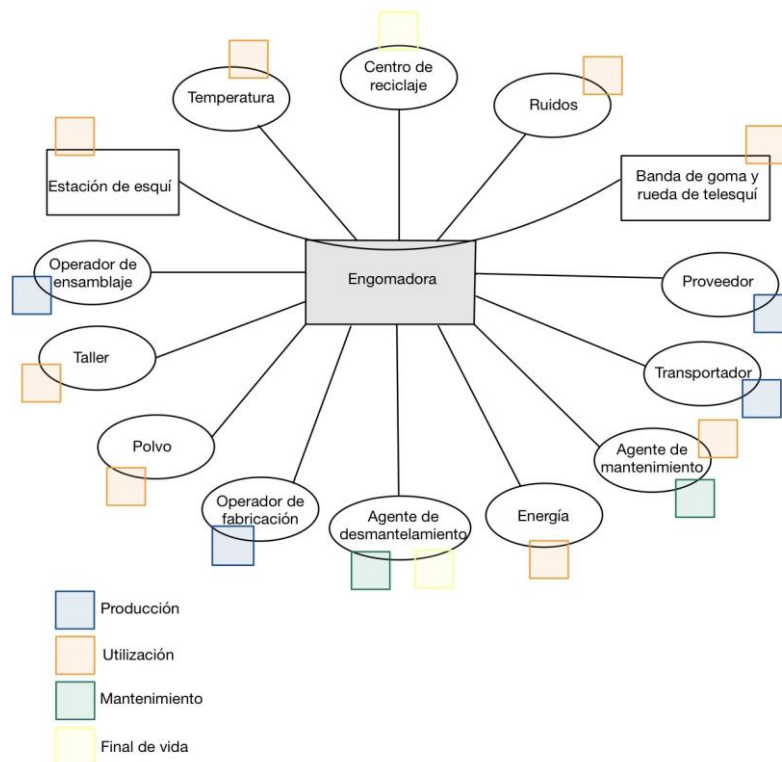 Centro de
reciclaje
Temperatura
Ruidos
Estación de esquí
Banda de goma y
rueda de telesquí
Operador de
ensamblaje
Engomadora
Proveedor
Taller
Transportador
Polvo
Agente de
mantenimiento
Operador de
fabricación
Agente de
desmantelamiento
Energía
Producción
Utilización
Mantenimiento
Final de vida